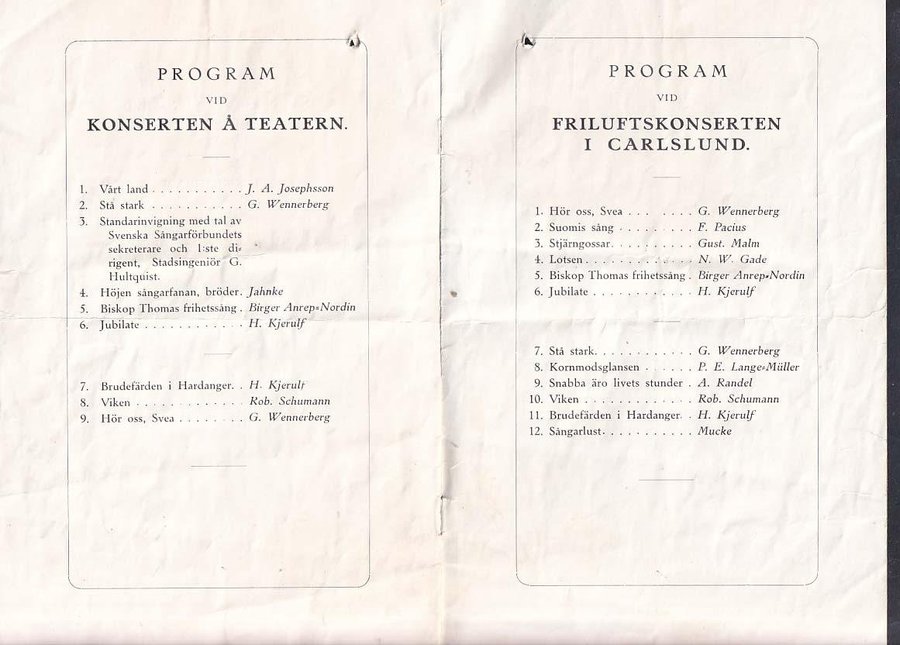 PROGRAM
VID
KONSERTEN Å TEATERN.
1. Vårt land . . . . . . . . . . . J. A. Josephsson
2. Stå stark . . . . . . . . . . . G. Wennerberg
3. Standarinvigning med tal av
Svenska Sångarförbundets
sekreterare och 1:ste di-
rigent, Stadsingeniör G.
Hultquist.
4. Höjen sångarfanan, bröder. Jahnke
5. Biskop Thomas frihetssång . Birger Anrep-Nordin
6. Jubilate . . . . . . . . . . . . H. Kjerulf
7. Brudefärden i Hardanger. . H. Kjerulf
8. Viken . . . . . . . . . . . . . Rob. Schumann
9. Hör oss, Svea . . . . . . . . G. Wennerberg
PROGRAM
VID
FRILUFTSKONSERTEN
I CARLSLUND.
1. Hör oss, Svea . . . . . . . G. Wennerberg
2. Suomis sång . . . . . . . . . F. Pacius
3. Stjärngossar. . . . . . . . . . Gust. Malm
4. Lotsen . . . . . . . . . . . . . N. W. Gade
5. Biskop Thomas frihetssång . Birger Anrep-Nordin
6. Jubilate . . . . . . . . . . . . H. Kjerulf
7. Stå stark. . . . . . . . . . . . G. Wennerberg
8. Kornmodsglansen . . . . . . P. E. Lange-Müller
9. Snabba äro livets stunder . A. Randel
10. Viken . . . . . . . . . . . . . Rob. Schumann
11. Brudefärden i Hardanger. . H. Kjerulf
12. Sångarlust. . . . . . . . . . . Mucke